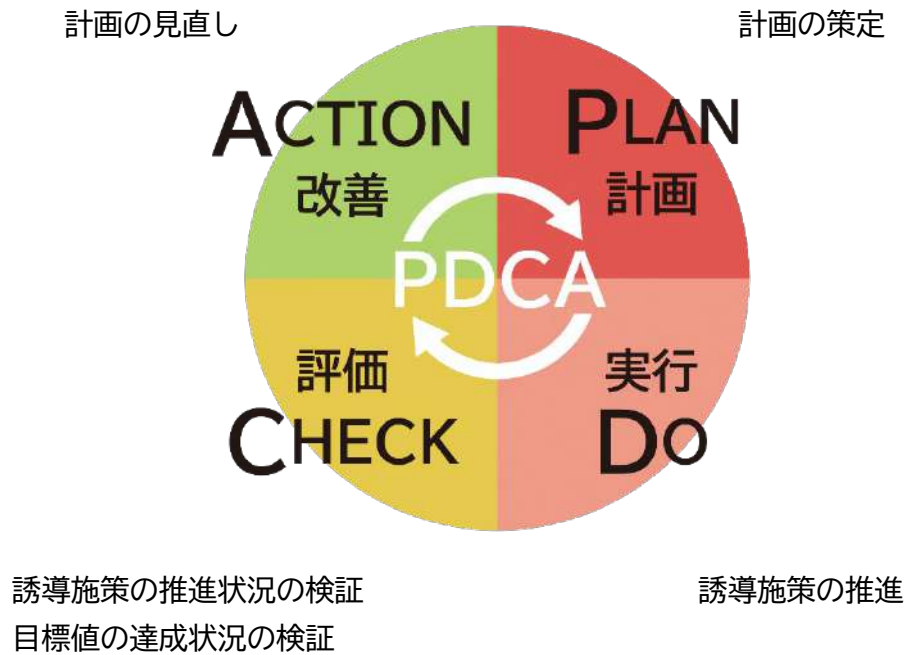 計画の見直し
計画の策定
ACTION
改善
PLAN
計画
PDCA
評価
CHECK
実行
DO
誘導施策の推進状況の検証
目標値の達成状況の検証
誘導施策の推進